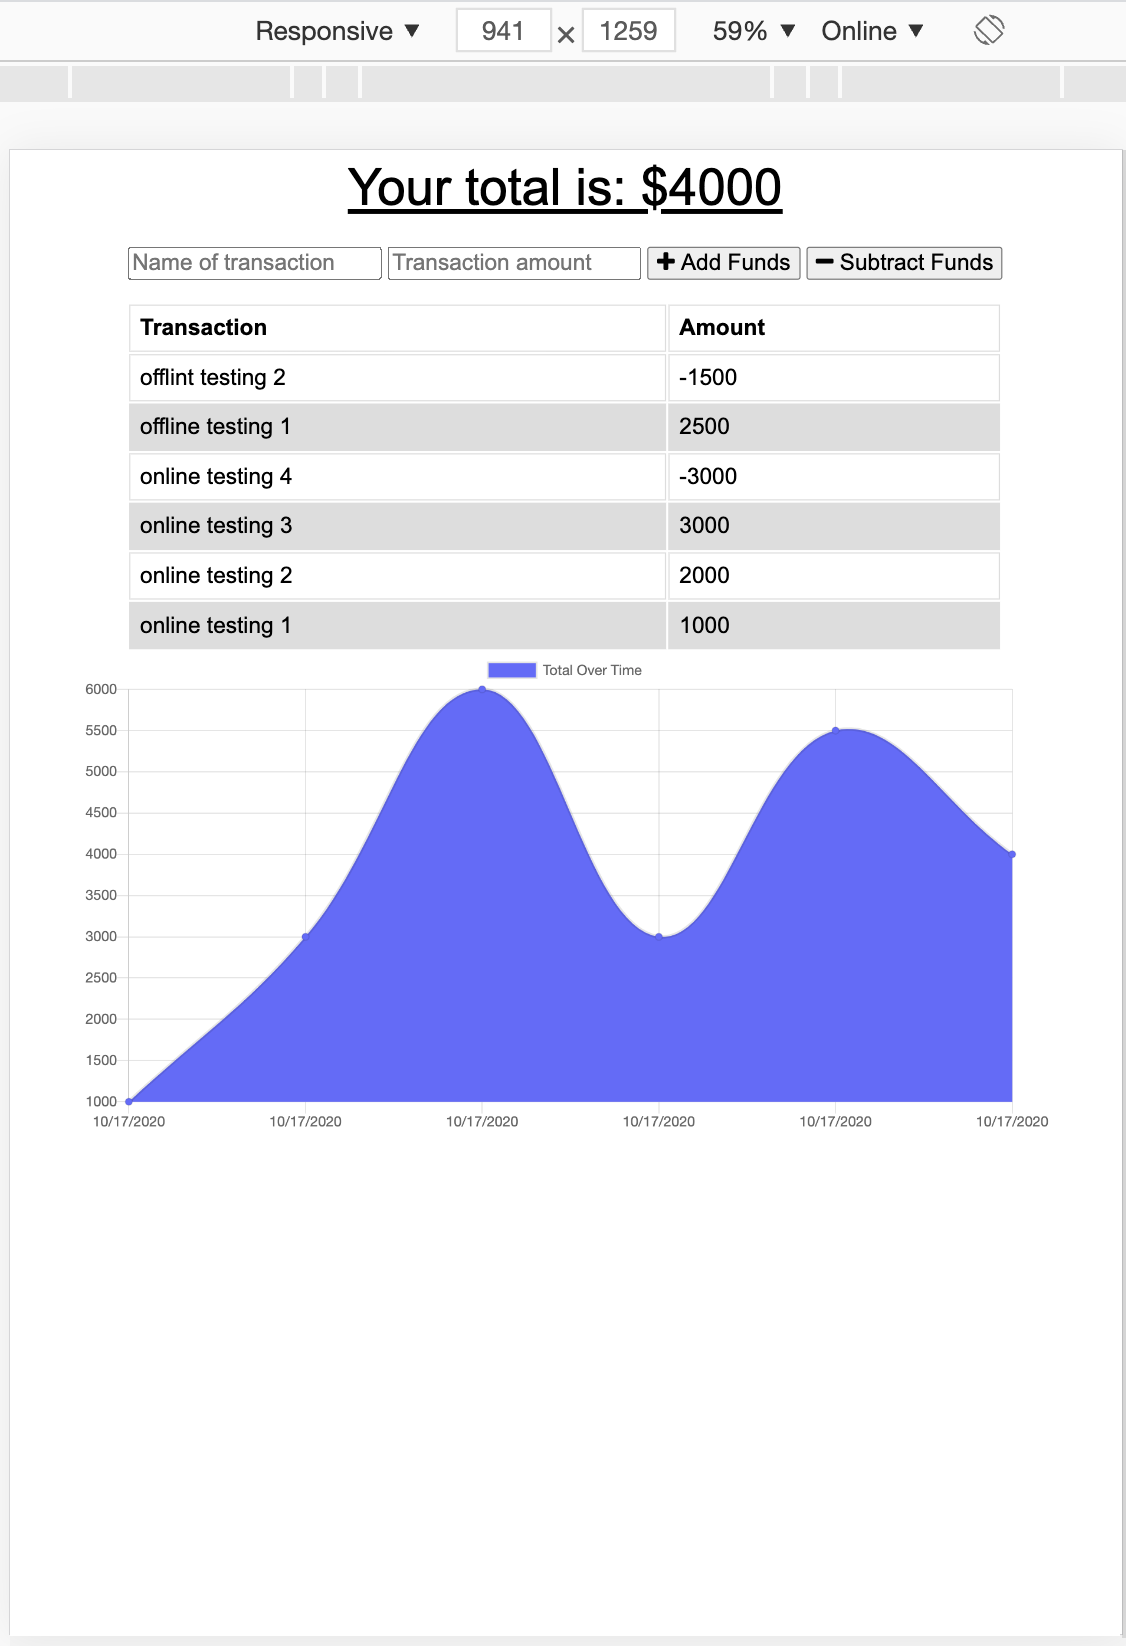 Responsive ▼ 941 × 1259 59% ▼ Online ▼
Your total is: $4000
Name of transaction Transaction amount + Add Funds − Subtract Funds
Transaction Amount
offlint testing 2 -1500
offline testing 1 2500
online testing 4 -3000
online testing 3 3000
online testing 2 2000
online testing 1 1000
Total Over Time
6000
5500
5000
4500
4000
3500
3000
2500
2000
1500
1000
10/17/2020 10/17/2020 10/17/2020 10/17/2020 10/17/2020 10/17/2020